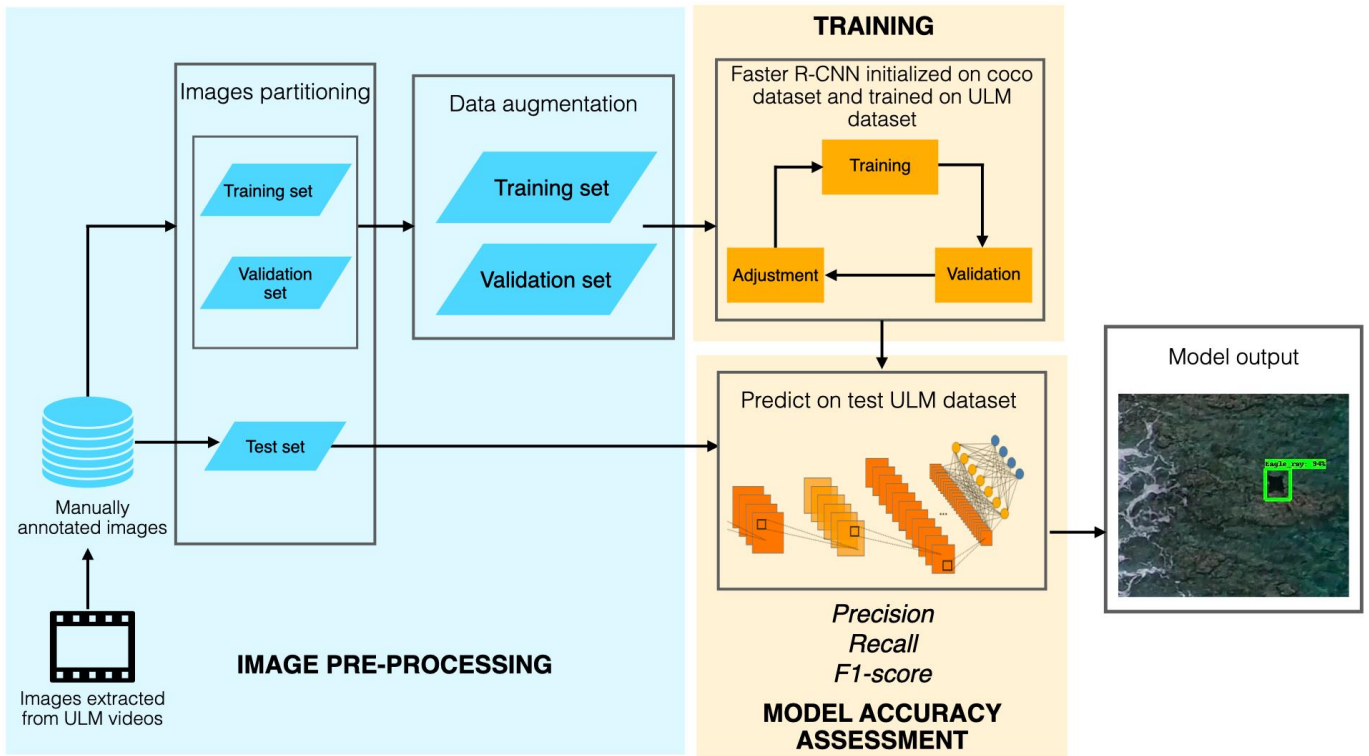 Images partitioning
Training set
Validation
set
Test set
Manually
annotated images
Images extracted
from ULM videos
Data augmentation
Training set
Validation set
IMAGE PRE-PROCESSING
TRAINING
Faster R-CNN initialized on coco
dataset and trained on ULM
dataset
Training
Adjustment
Validation
Predict on test ULM dataset
...
Precision
Recall
F1-score
MODEL ACCURACY
ASSESSMENT
Model output
Eagle_ray: 94%